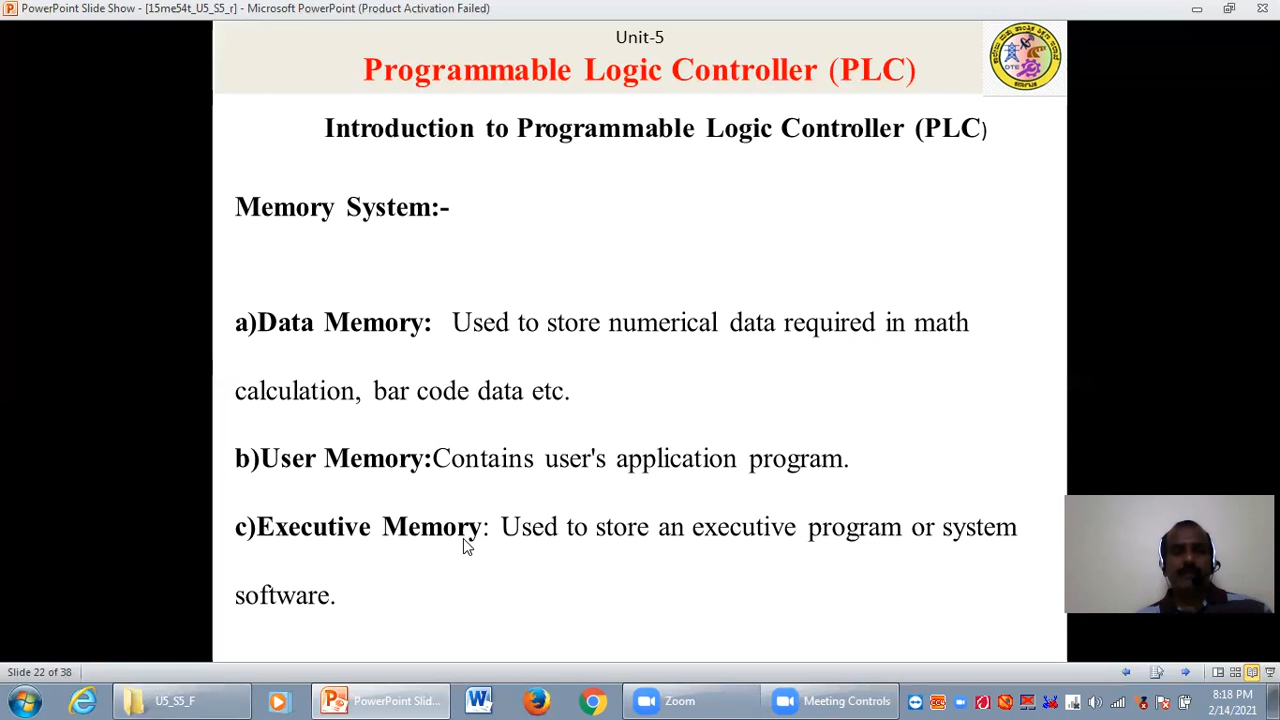 PowerPoint Slide Show - [15me54t_U5_S5_r] - Microsoft PowerPoint (Product Activation Failed)
Unit-5
Programmable Logic Controller (PLC)
DTE
Introduction to Programmable Logic Controller (PLC)
Memory System:-
a)Data Memory: Used to store numerical data required in math
calculation, bar code data etc.
b)User Memory:Contains user's application program.
c)Executive Memory: Used to store an executive program or system
software.
Slide 22 of 38
U5_S5_F
PowerPoint Slid...
Zoom
Meeting Controls
8:18 PM
2/14/2021